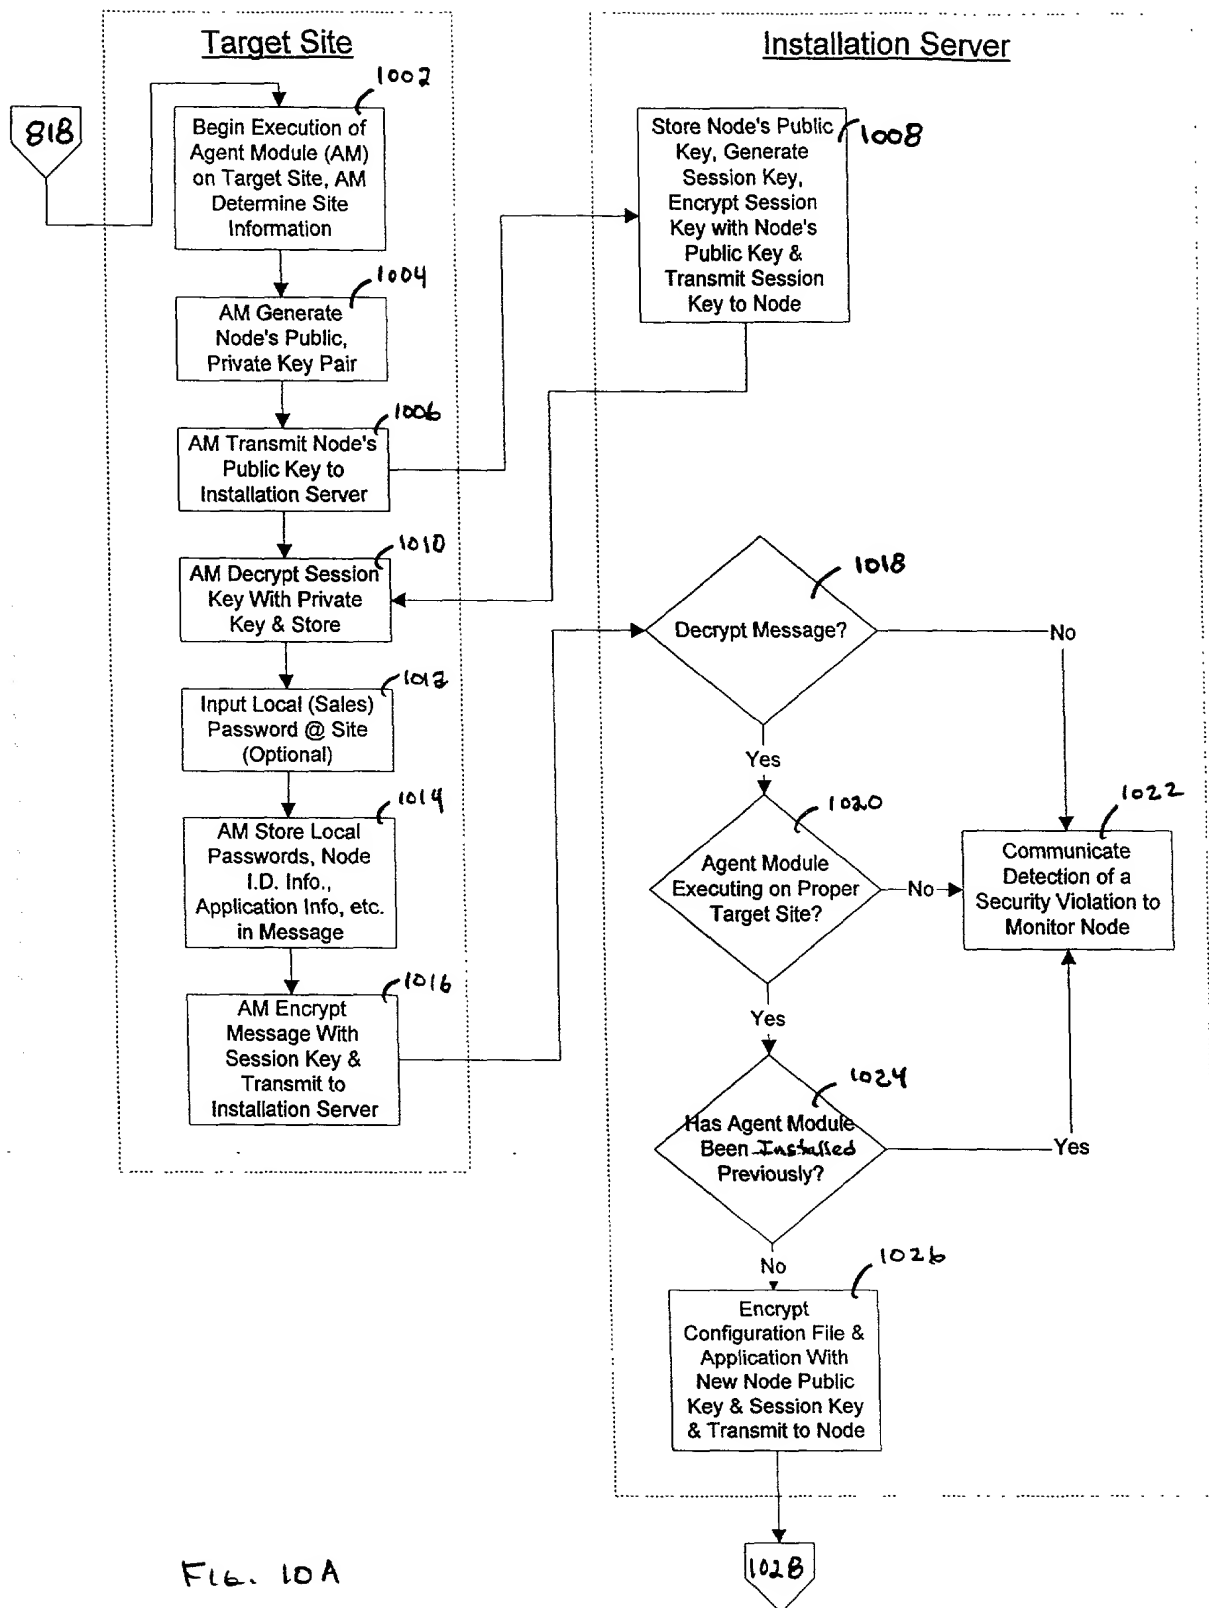 Target Site
1002
818
Begin Execution of
Agent Module (AM)
on Target Site, AM
Determine Site
Information
1004
AM Generate
Node's Public,
Private Key Pair
1006
AM Transmit Node's
Public Key to
Installation Server
1010
AM Decrypt Session
Key With Private
Key & Store
1012
Input Local (Sales)
Password @ Site
(Optional)
1014
AM Store Local
Passwords, Node
I.D. Info.,
Application Info, etc.
in Message
1016
AM Encrypt
Message With
Session Key &
Transmit to
Installation Server
Installation Server
1008
Store Node's Public
Key, Generate
Session Key,
Encrypt Session
Key with Node's
Public Key &
Transmit Session
Key to Node
1018
Decrypt Message?
No
Yes
1020
Agent Module
Executing on Proper
Target Site?
No
1022
Communicate
Detection of a
Security Violation to
Monitor Node
Yes
1024
Has Agent Module
Been Installed
Previously?
Yes
No
1026
Encrypt
Configuration File &
Application With
New Node Public
Key & Session Key
& Transmit to Node
1028
FIG. 10A